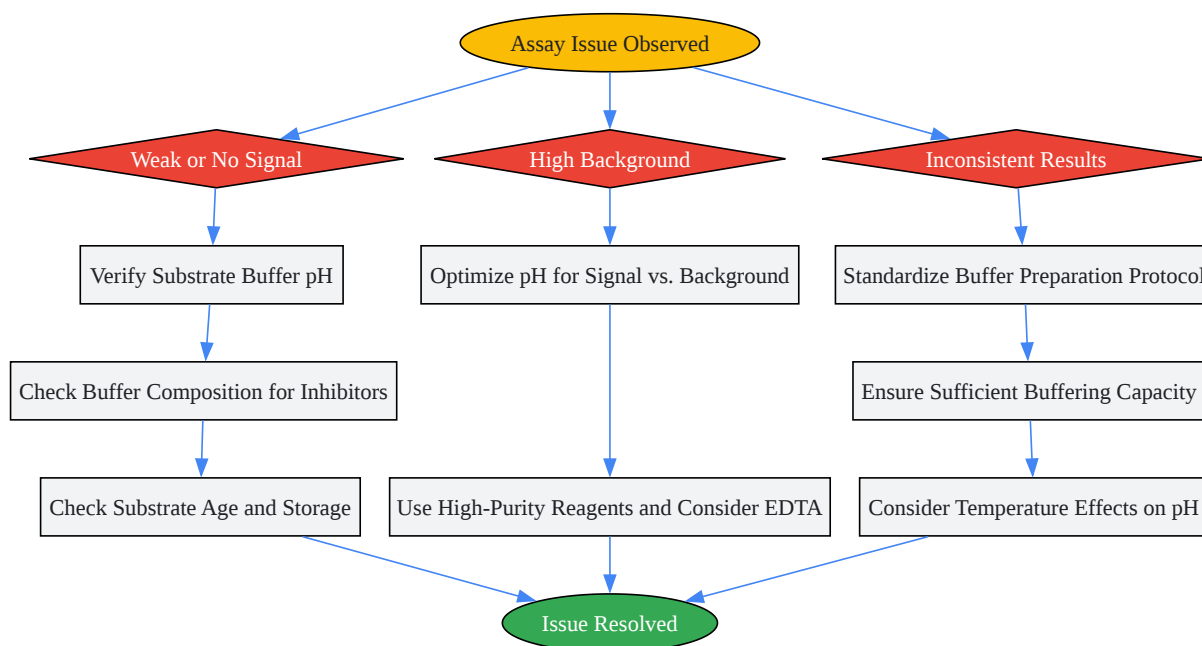 Assay Issue Observed
Weak or No Signal
High Background
Inconsistent Results
Verify Substrate Buffer pH
Optimize pH for Signal vs. Background
Standardize Buffer Preparation Protocol
Check Buffer Composition for Inhibitors
Ensure Sufficient Buffering Capacity
Check Substrate Age and Storage
Use High-Purity Reagents and Consider EDTA
Consider Temperature Effects on pH
Issue Resolved